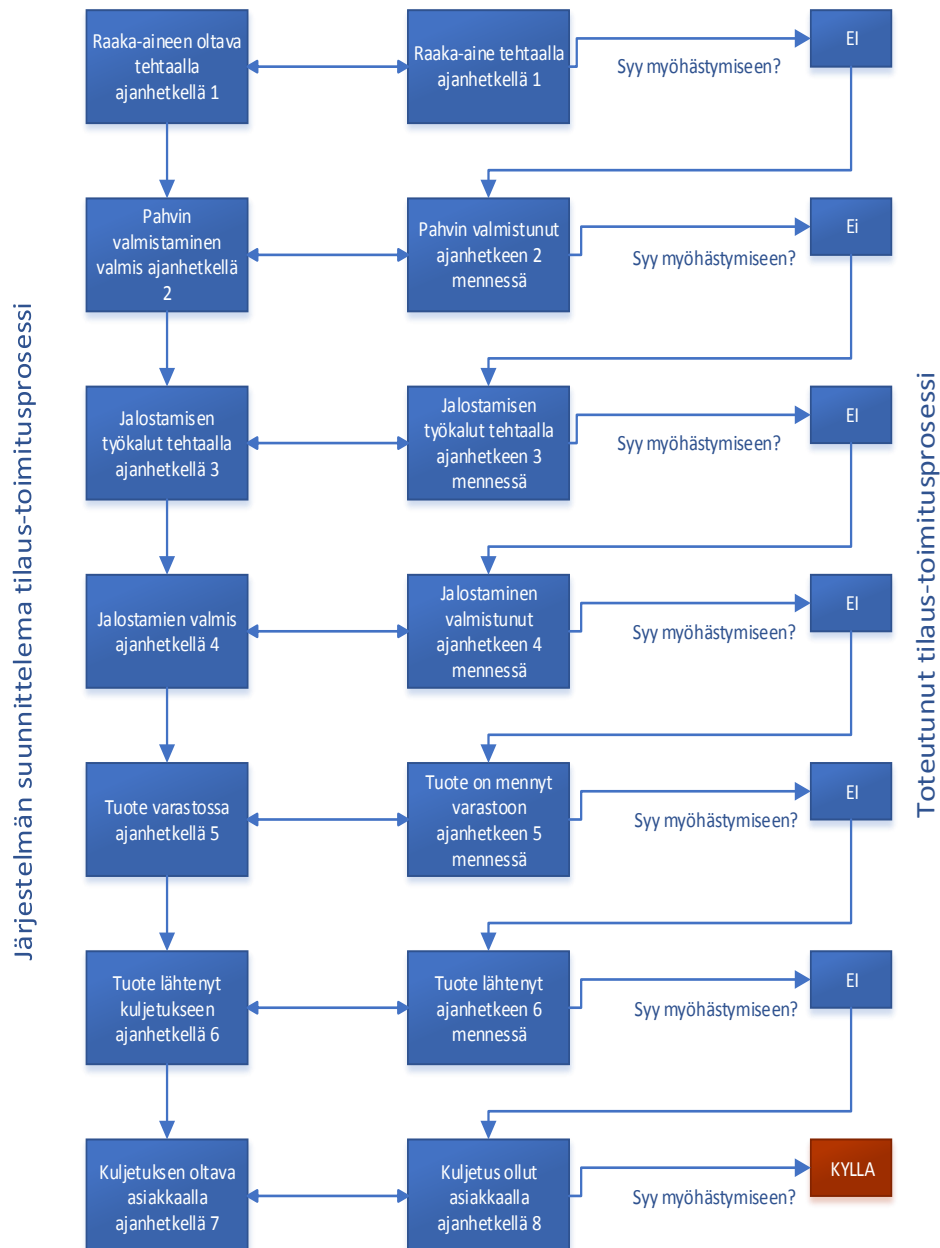 Järjestelmän suunnittelema tilaus-toimitusprosessi
Raaka-aineen oltava
tehtaalla
ajanhetkellä 1
Raaka-aine tehtaalla
ajanhetkellä 1
Syy myöhästymiseen?
EI
Pahvin
valmistaminen
valmis ajanhetkellä
2
Pahvin valmistunut
ajanhetkeen 2
mennessä
Syy myöhästymiseen?
Ei
Jalostamisen
työkalut tehtaalla
ajanhetkellä 3
Jalostamisen
työkalut tehtaalla
ajanhetkeen 3
mennessä
Syy myöhästymiseen?
EI
Jalostamien valmis
ajanhetkellä 4
Jalostaminen
valmistunut
ajanhetkeen 4
mennessä
Syy myöhästymiseen?
EI
Tuote varastossa
ajanhetkellä 5
Tuote on mennyt
varastoon
ajanhetkeen 5
mennessä
Syy myöhästymiseen?
EI
Tuote lähtenyt
kuljetukseen
ajanhetkellä 6
Tuote lähtenyt
ajanhetkeen 6
mennessä
Syy myöhästymiseen?
EI
Kuljetuksen oltava
asiakkaalla
ajanhetkellä 7
Kuljetus ollut
asiakkaalla
ajanhetkellä 8
Syy myöhästymiseen?
KYLLA
Toteutunut tilaus-toimitusprosessi